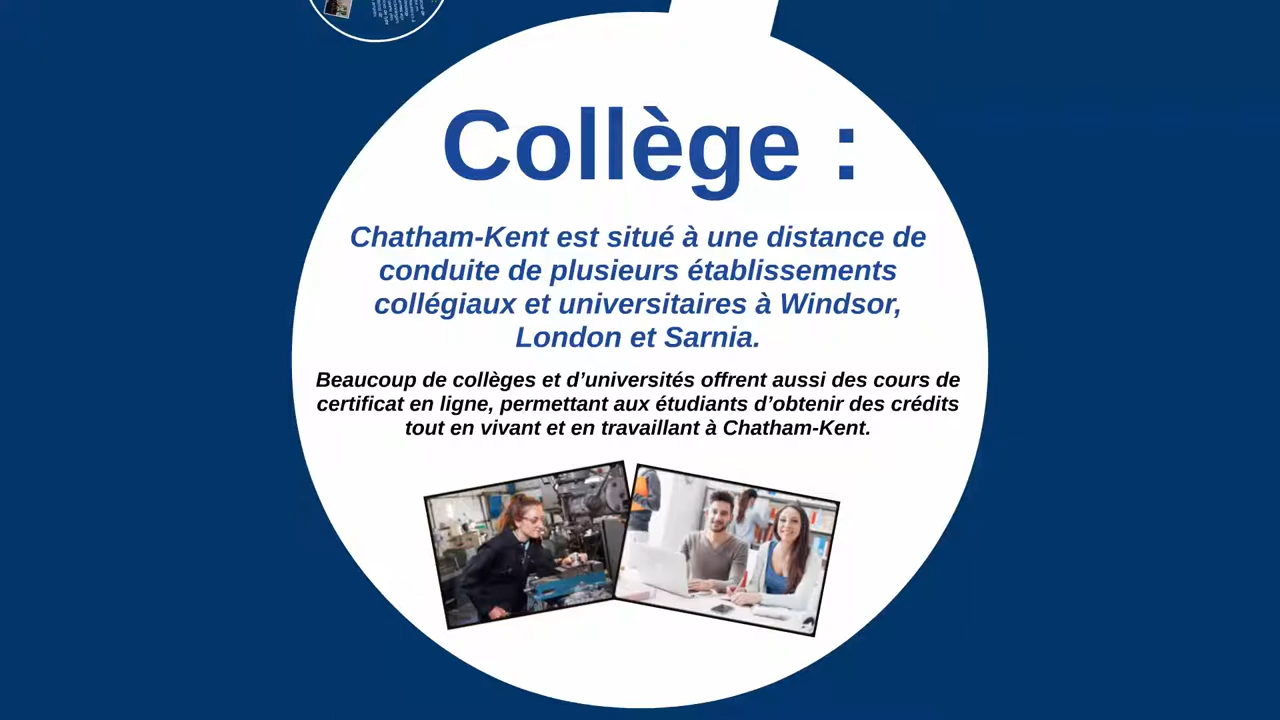 Collège :
Chatham-Kent est situé à une distance de
conduite de plusieurs établissements
collégiaux et universitaires à Windsor,
London et Sarnia.
Beaucoup de collèges et d’universités offrent aussi des cours de
certificat en ligne, permettant aux étudiants d’obtenir des crédits
tout en vivant et en travaillant à Chatham-Kent.